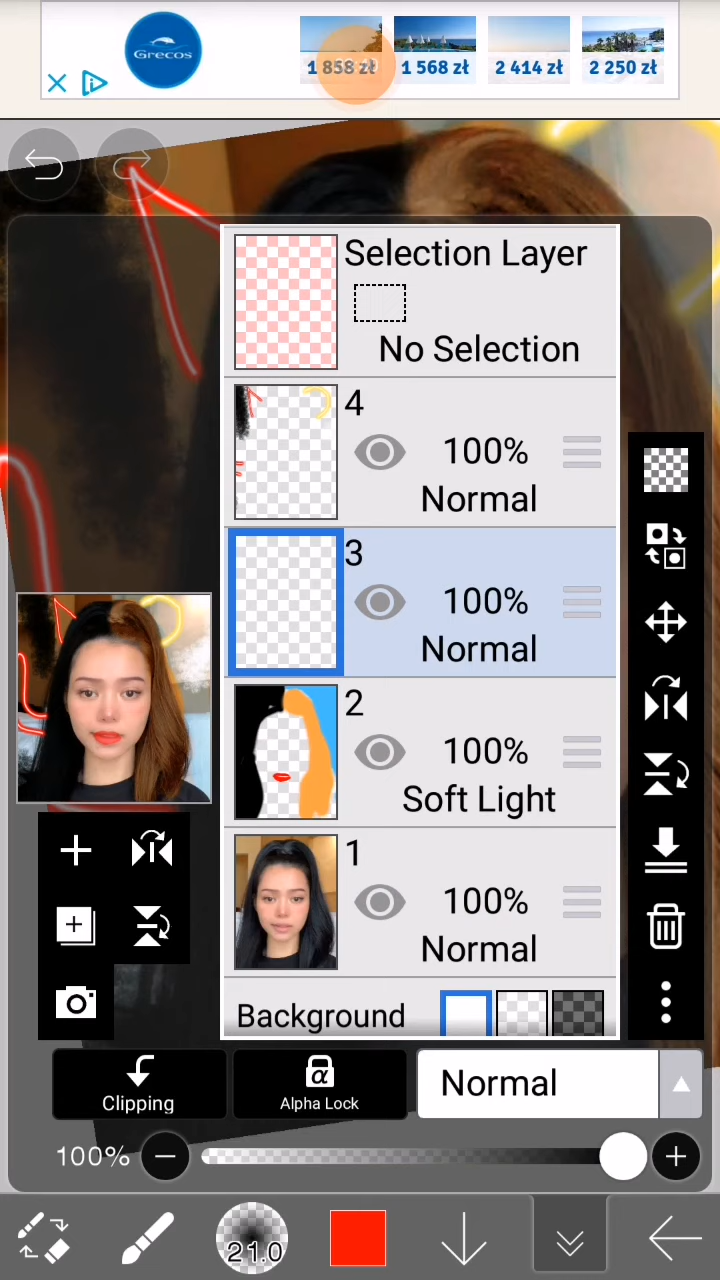 Grecos
1 858 zł 1 568 zł 2 414 zł 2 250 zł
Selection Layer
No Selection
4
100%
Normal
3
100%
Normal
2
100%
Soft Light
1
100%
Normal
Background
Clipping
α
Alpha Lock
Normal
100%
21.0